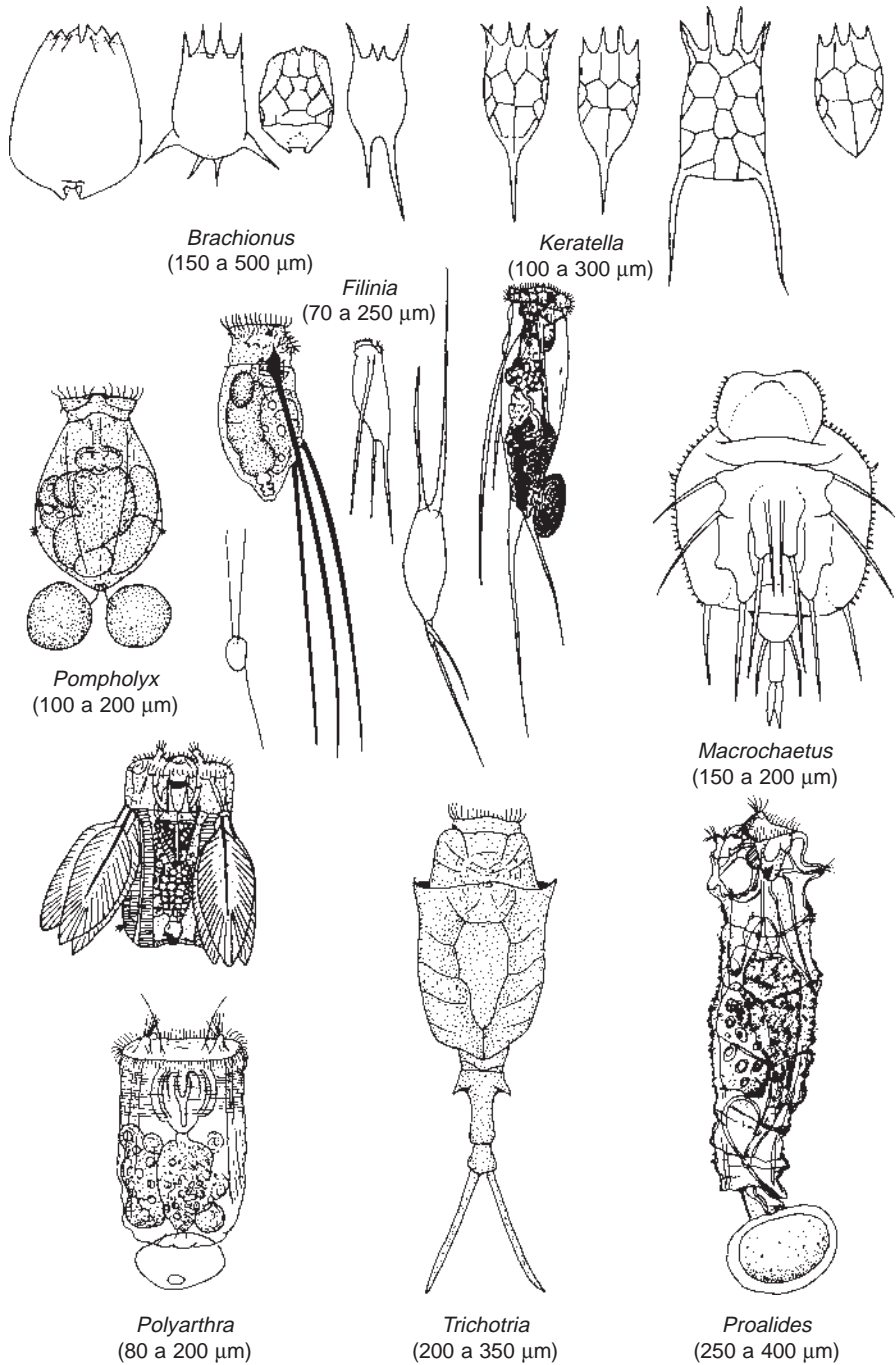 Brachionus
(150 a 500 µm)
Keratella
(100 a 300 µm)
Filinia
(70 a 250 µm)
Pompholyx
(100 a 200 µm)
Macrochaetus
(150 a 200 µm)
Polyarthra
(80 a 200 µm)
Trichotria
(200 a 350 µm)
Proalides
(250 a 400 µm)